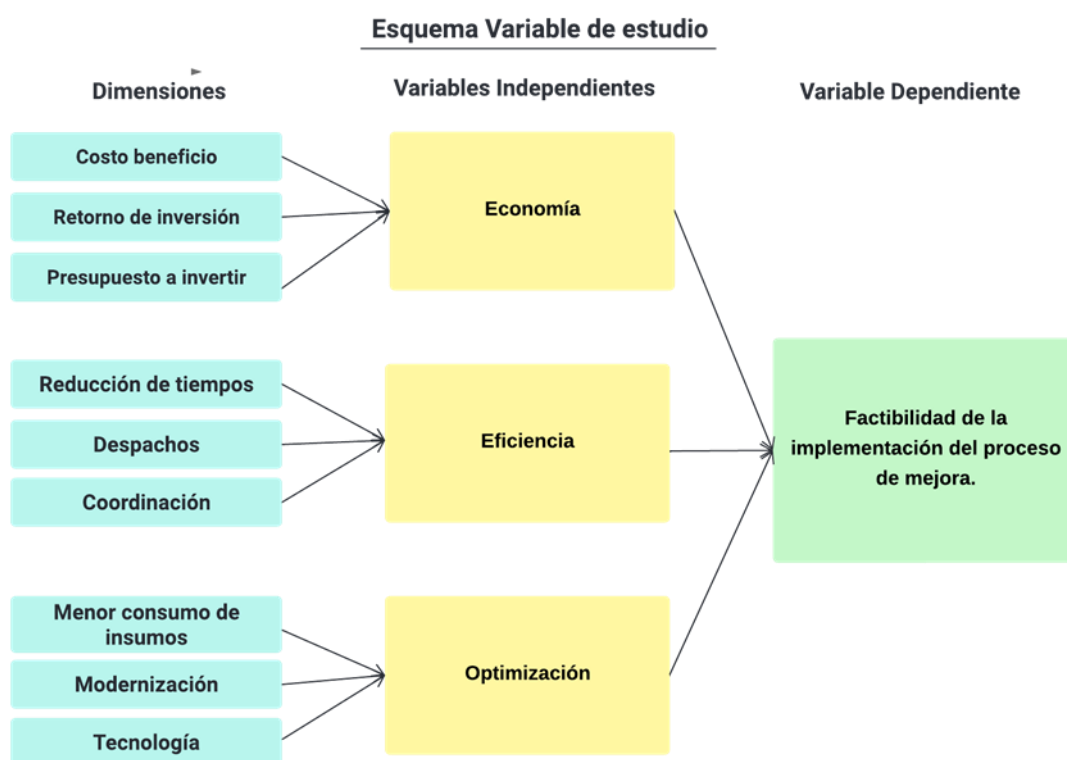 Esquema Variable de estudio
Dimensiones
Variables Independientes
Variable Dependiente
Costo beneficio
Retorno de inversión
Presupuesto a invertir
Economía
Reducción de tiempos
Despachos
Coordinación
Eficiencia
Menor consumo de
insumos
Modernización
Tecnología
Optimización
Factibilidad de la
implementación del proceso
de mejora.